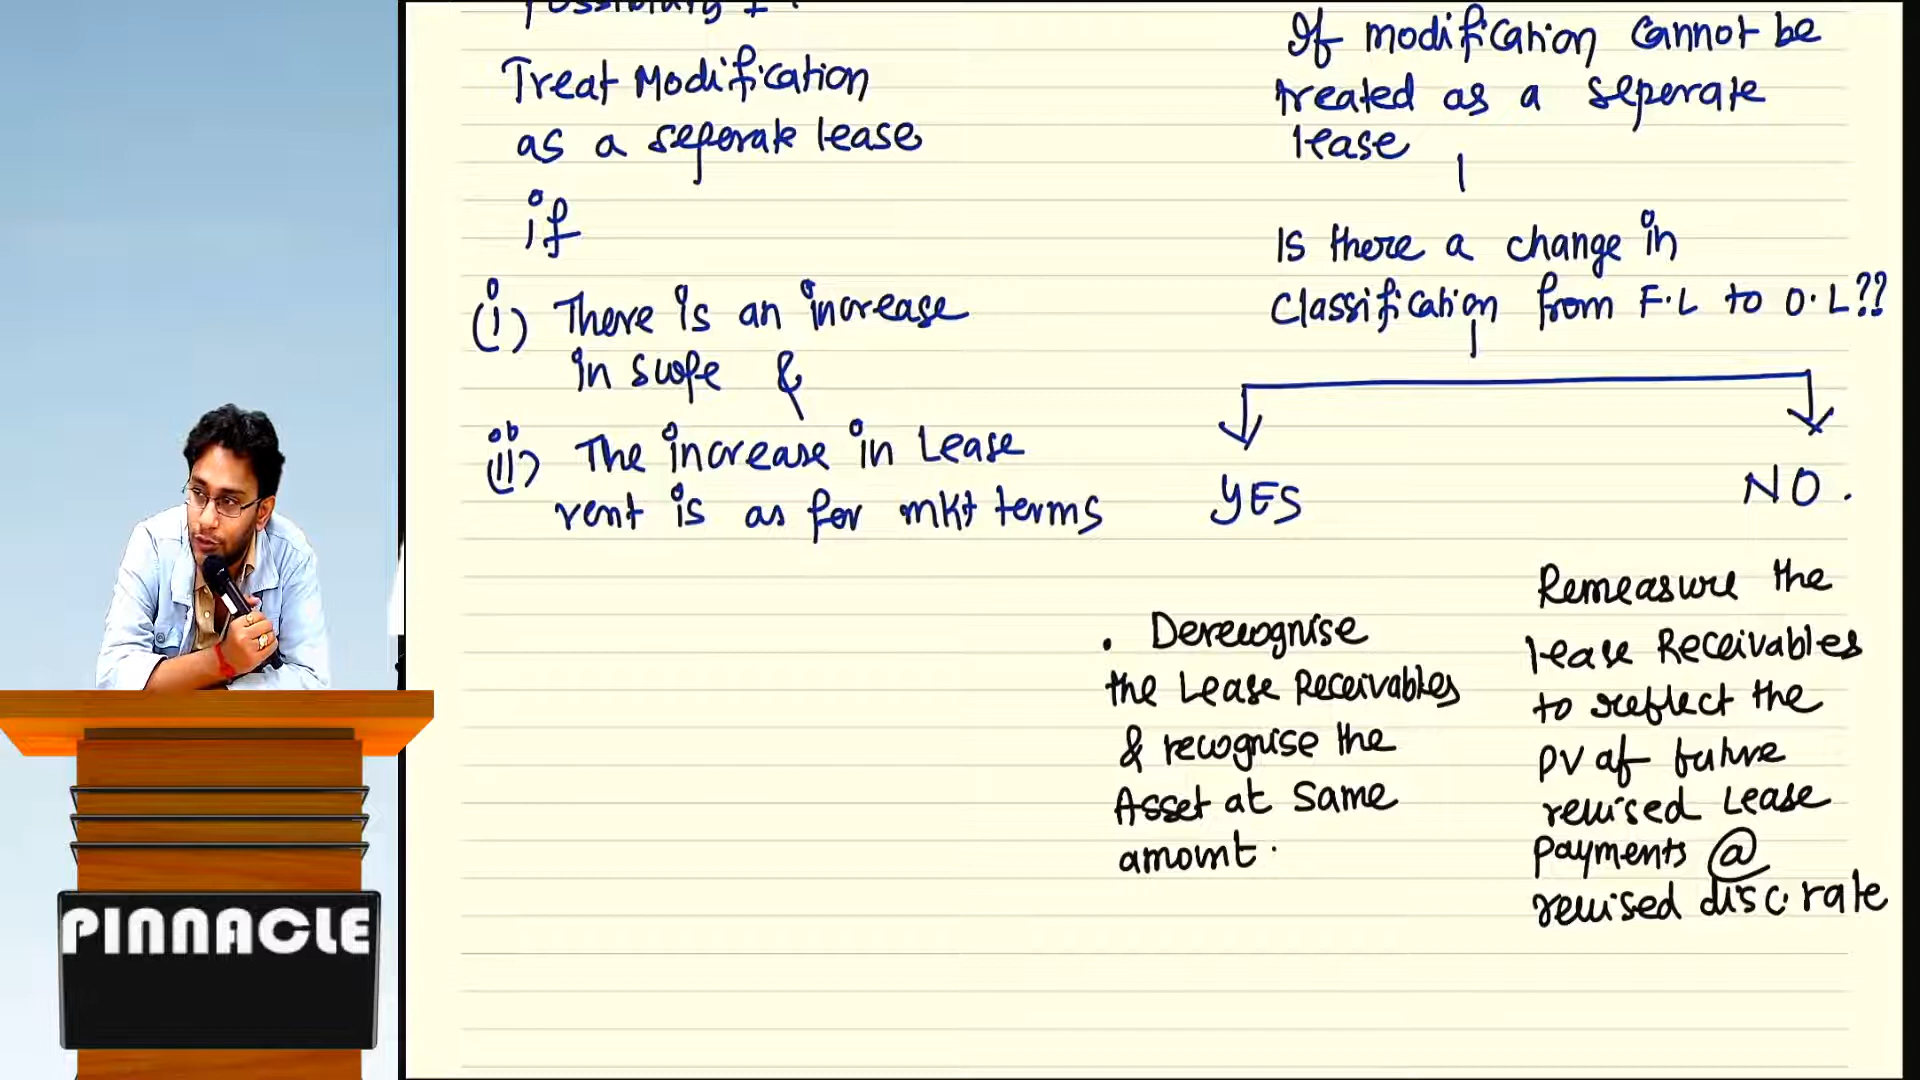 Treat Modification
as a seperate lease
if
(i) There is an increase
in scope &
(ii) The increase in Lease
rent is as per mkt terms
If modification cannot be
treated as a seperate
lease
Is there a change in
classification from F.L to O.L??
YES
NO.
. Derecognise
the Lease Receivables
& recognise the
Asset at same
amount.
Remeasure the
lease Receivables
to reflect the
PV of future
revised Lease
Payments @
revised disc. rate
PINNACLE